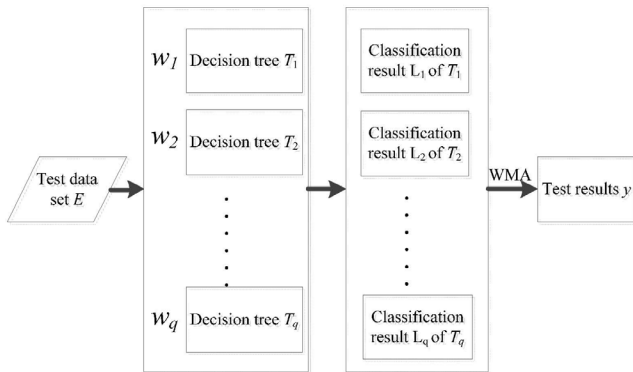 Test data
set E
w1
Decision tree T1
w2
Decision tree T2
wq
Decision tree Tq
Classification
result L1 of T1
Classification
result L2 of T2
Classification
result Lq of Tq
WMA
Test results y